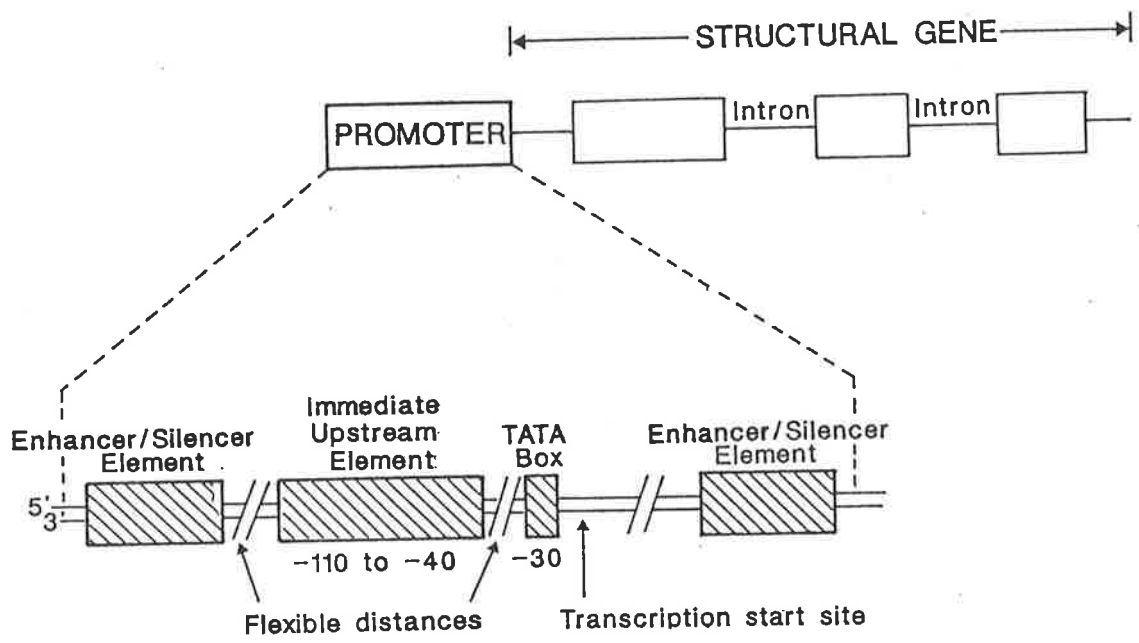 STRUCTURAL GENE
PROMOTER
Intron
Intron
Enhancer/Silencer
Element
Immediate
Upstream
Element
TATA
Box
Enhancer/Silencer
Element
5'
3'
-110 to -40
-30
Flexible distances
Transcription start site